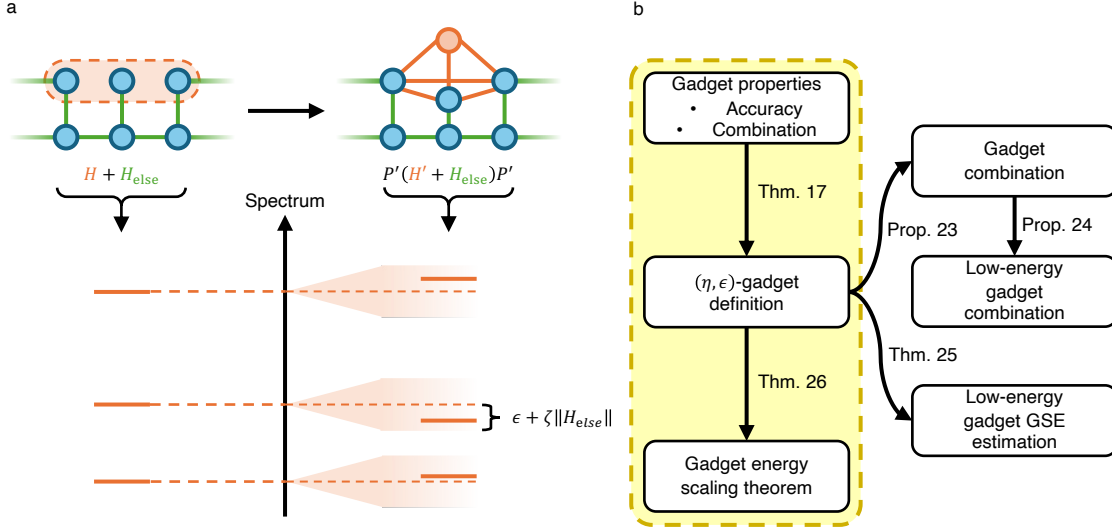 a
H + H_else
P′(H′ + H_else)P′
Spectrum
ϵ + ζ‖H_else‖
b
Gadget properties
• Accuracy
• Combination
Thm. 17
(η, ϵ)-gadget
definition
Thm. 26
Gadget energy
scaling theorem
Prop. 23
Gadget
combination
Prop. 24
Low-energy
gadget
combination
Thm. 25
Low-energy
gadget GSE
estimation